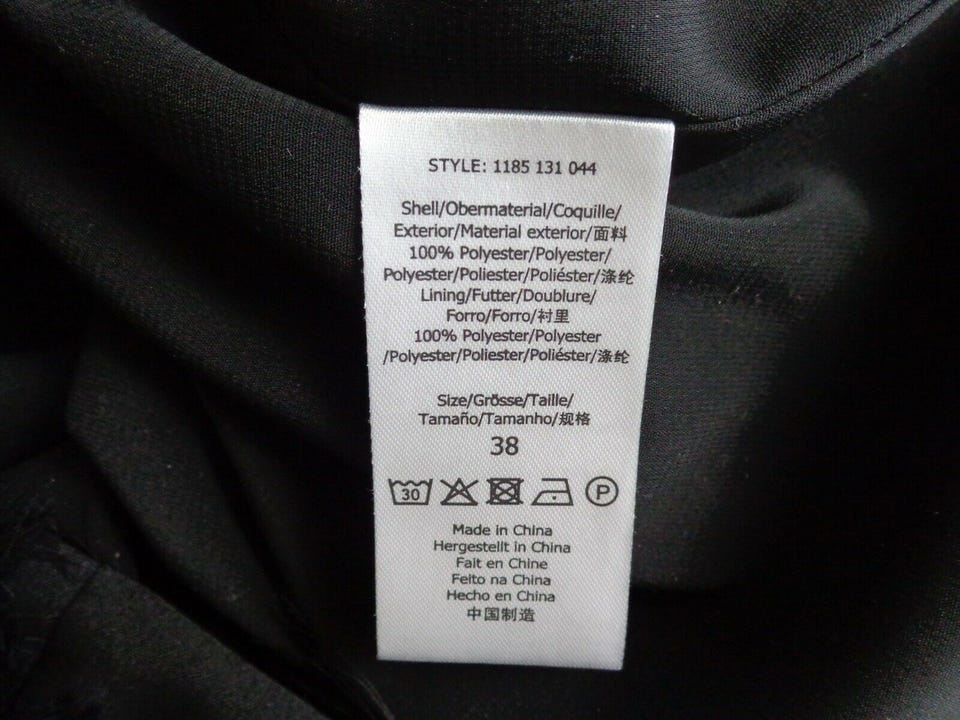 STYLE: 1185 131 044
Shell/Obermaterial/Coquille/
Exterior/Material exterior/面料
100% Polyester/Polyester/
Polyester/Poliester/Poliéster/涤纶
Lining/Futter/Doublure/
Forro/Forro/衬里
100% Polyester/Polyester
/Polyester/Poliester/Poliéster/涤纶
Size/Grösse/Taille/
Tamaño/Tamanho/规格
38
30 P
Made in China
Hergestellt in China
Fait en Chine
Feito na China
Hecho en China
中国制造